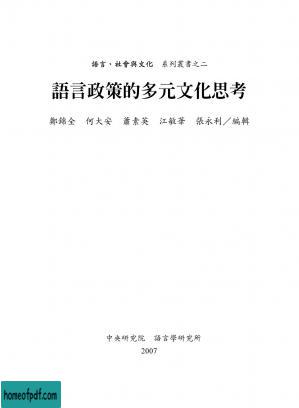 語言、社會與文化 系列叢書之二
語言政策的多元文化思考
鄭錦全 何大安 蕭素英 江敏華 張永利／編輯
中央研究院 語言學研究所
2007
homeofpdf.com